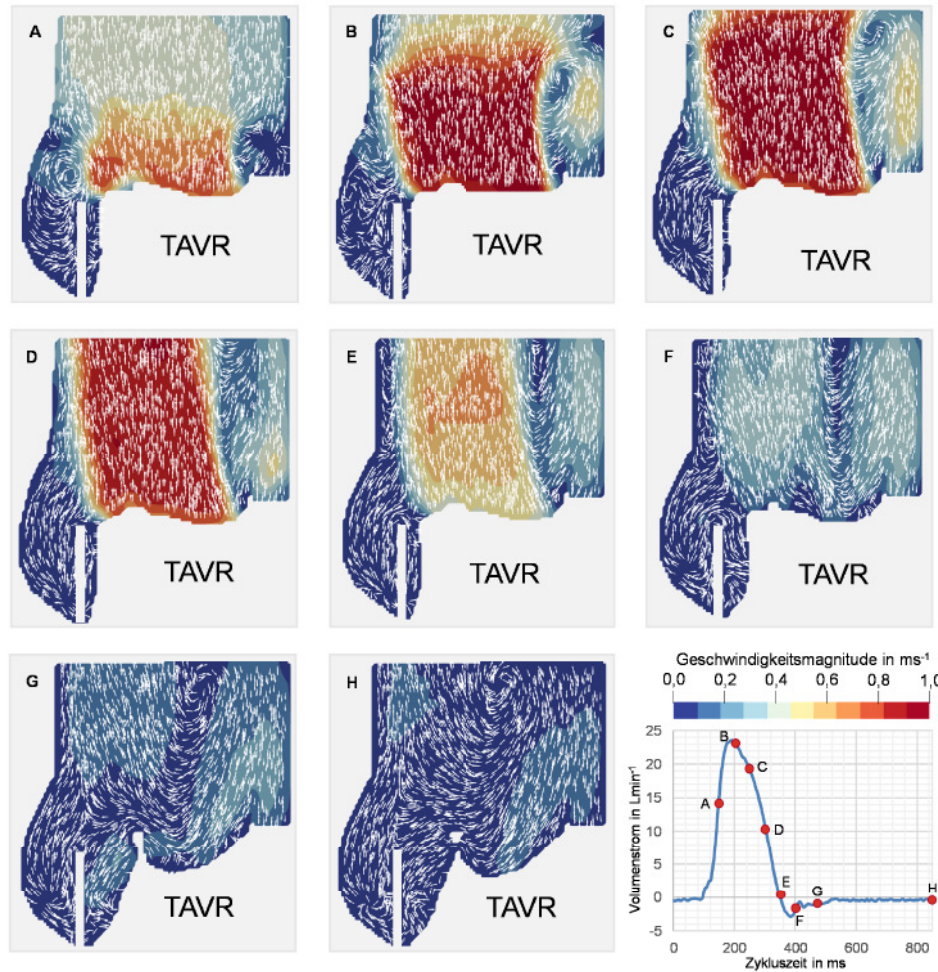 A
TAVR
B
TAVR
C
TAVR
D
TAVR
E
TAVR
F
TAVR
G
TAVR
H
TAVR
Geschwindigkeitsmagnitude in ms⁻¹
0,0 0,2 0,4 0,6 0,8 1,0
Volumenstrom in Lmin⁻¹
25
20
15
10
5
0
-5
A
B
C
D
E
F
G
H
0 200 400 600 800
Zykluszeit in ms